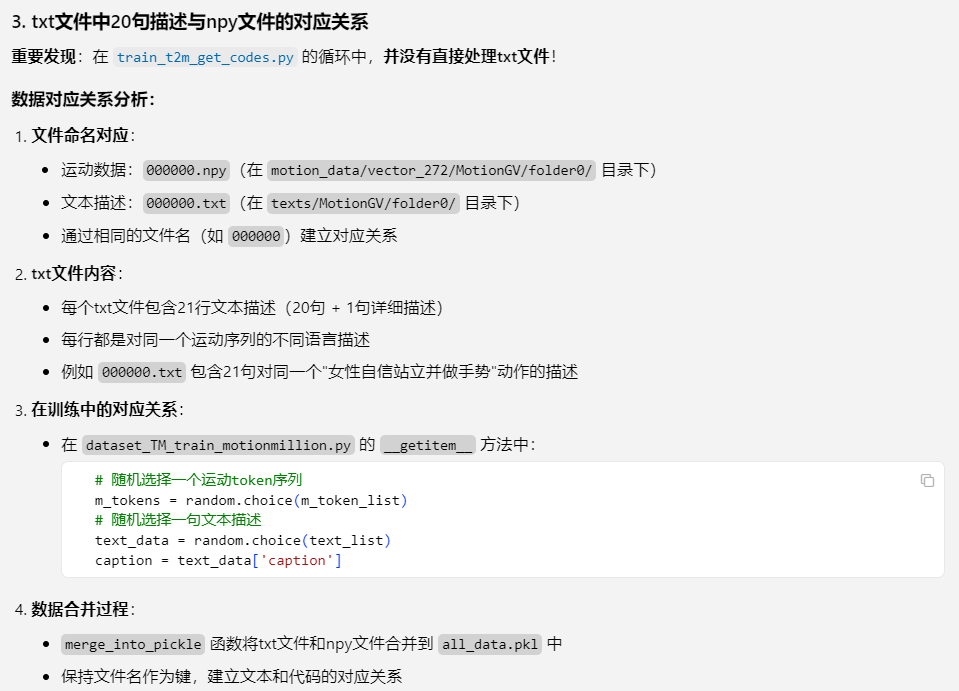 3. txt文件中20句描述与npy文件的对应关系
重要发现：在 train_t2m_get_codes.py 的循环中，并没有直接处理txt文件！
数据对应关系分析：
1. 文件命名对应：
• 运动数据：000000.npy（在 motion_data/vector_272/MotionGV/folder0/ 目录下）
• 文本描述：000000.txt（在 texts/MotionGV/folder0/ 目录下）
• 通过相同的文件名（如 000000）建立对应关系
2. txt文件内容：
• 每个txt文件包含21行文本描述（20句 + 1句详细描述）
• 每行都是对同一个运动序列的不同语言描述
• 例如 000000.txt 包含21句对同一个"女性自信站立并做手势"动作的描述
3. 在训练中的对应关系：
• 在 dataset_TM_train_motionmillion.py 的 __getitem__ 方法中：
# 随机选择一个运动token序列
m_tokens = random.choice(m_token_list)
# 随机选择一句文本描述
text_data = random.choice(text_list)
caption = text_data['caption']
4. 数据合并过程：
• merge_into_pickle 函数将txt文件和npy文件合并到 all_data.pkl 中
• 保持文件名作为键，建立文本和代码的对应关系